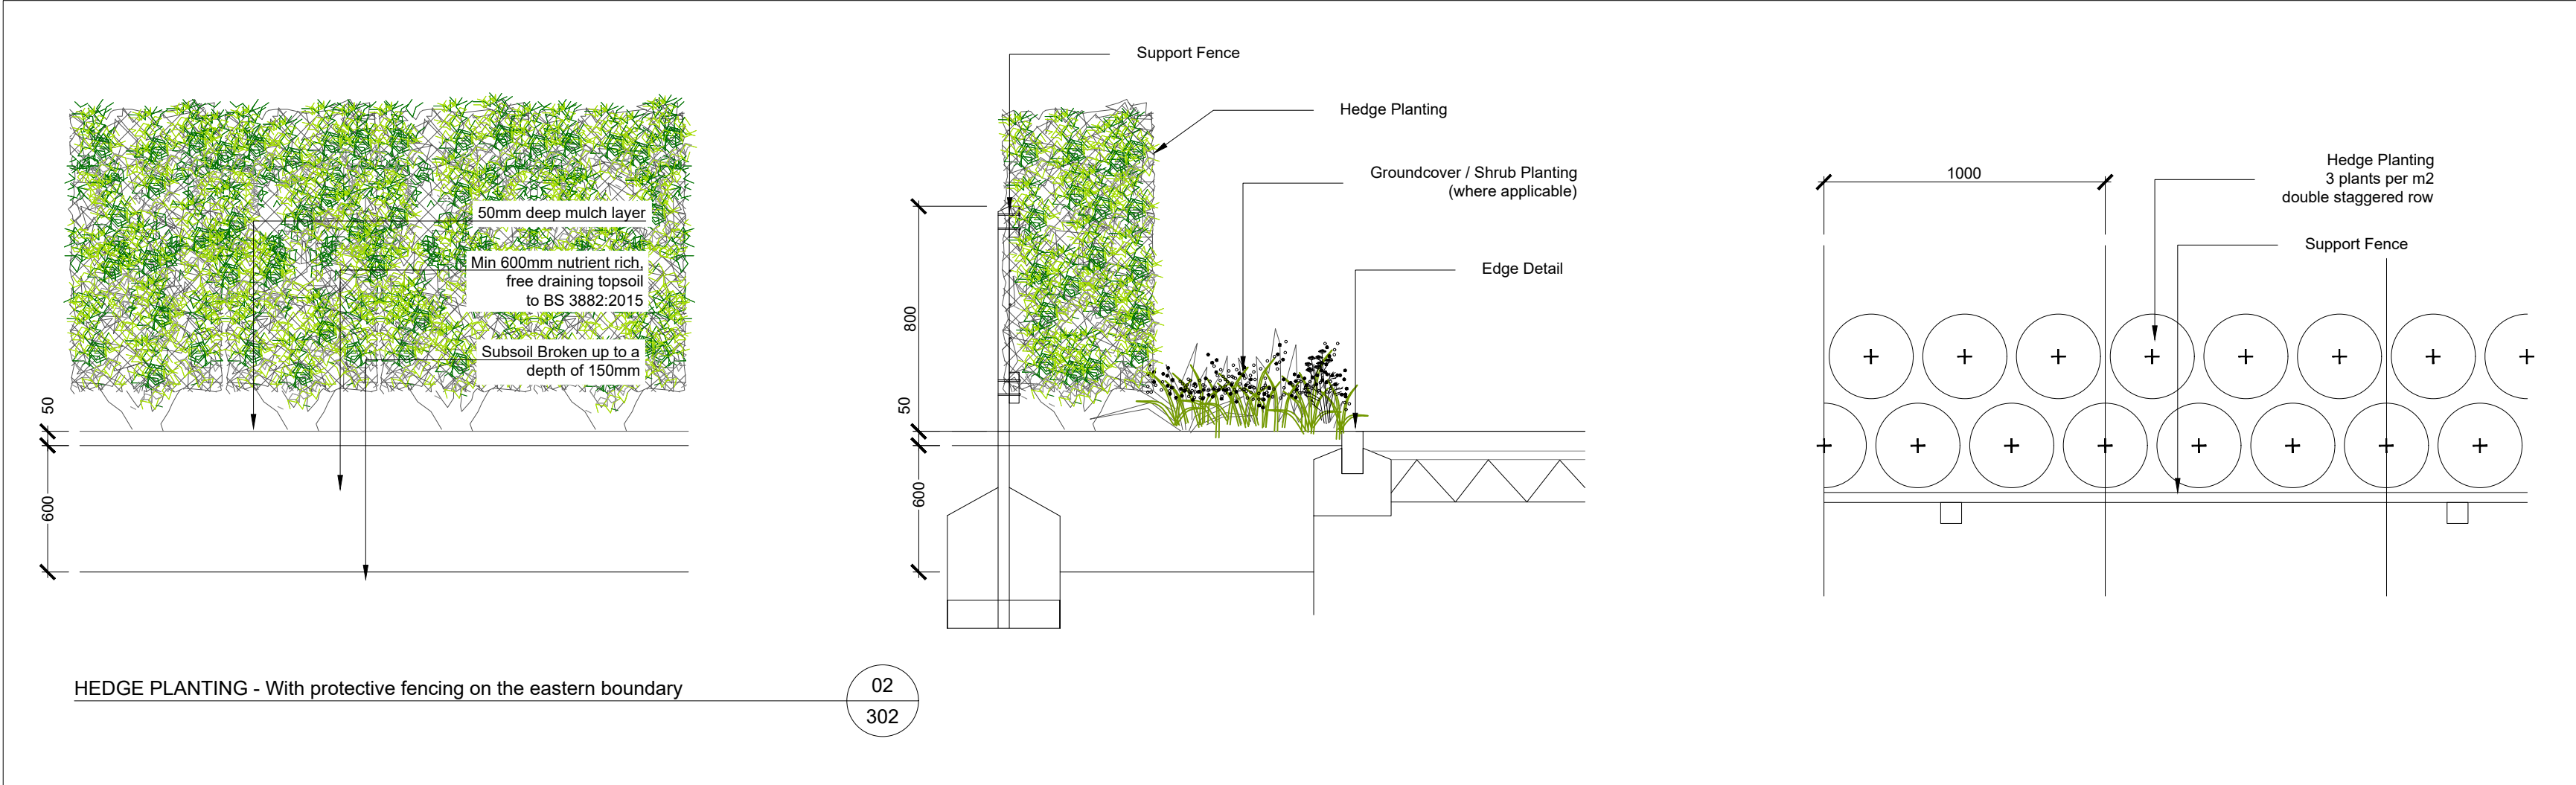 50mm deep mulch layer
Min 600mm nutrient rich,
free draining topsoil
to BS 3882:2015
Subsoil Broken up to a
depth of 150mm
50
600
Support Fence
Hedge Planting
Groundcover / Shrub Planting
(where applicable)
Edge Detail
800
50
600
1000
Hedge Planting
3 plants per m2
double staggered row
Support Fence
HEDGE PLANTING - With protective fencing on the eastern boundary
02
302